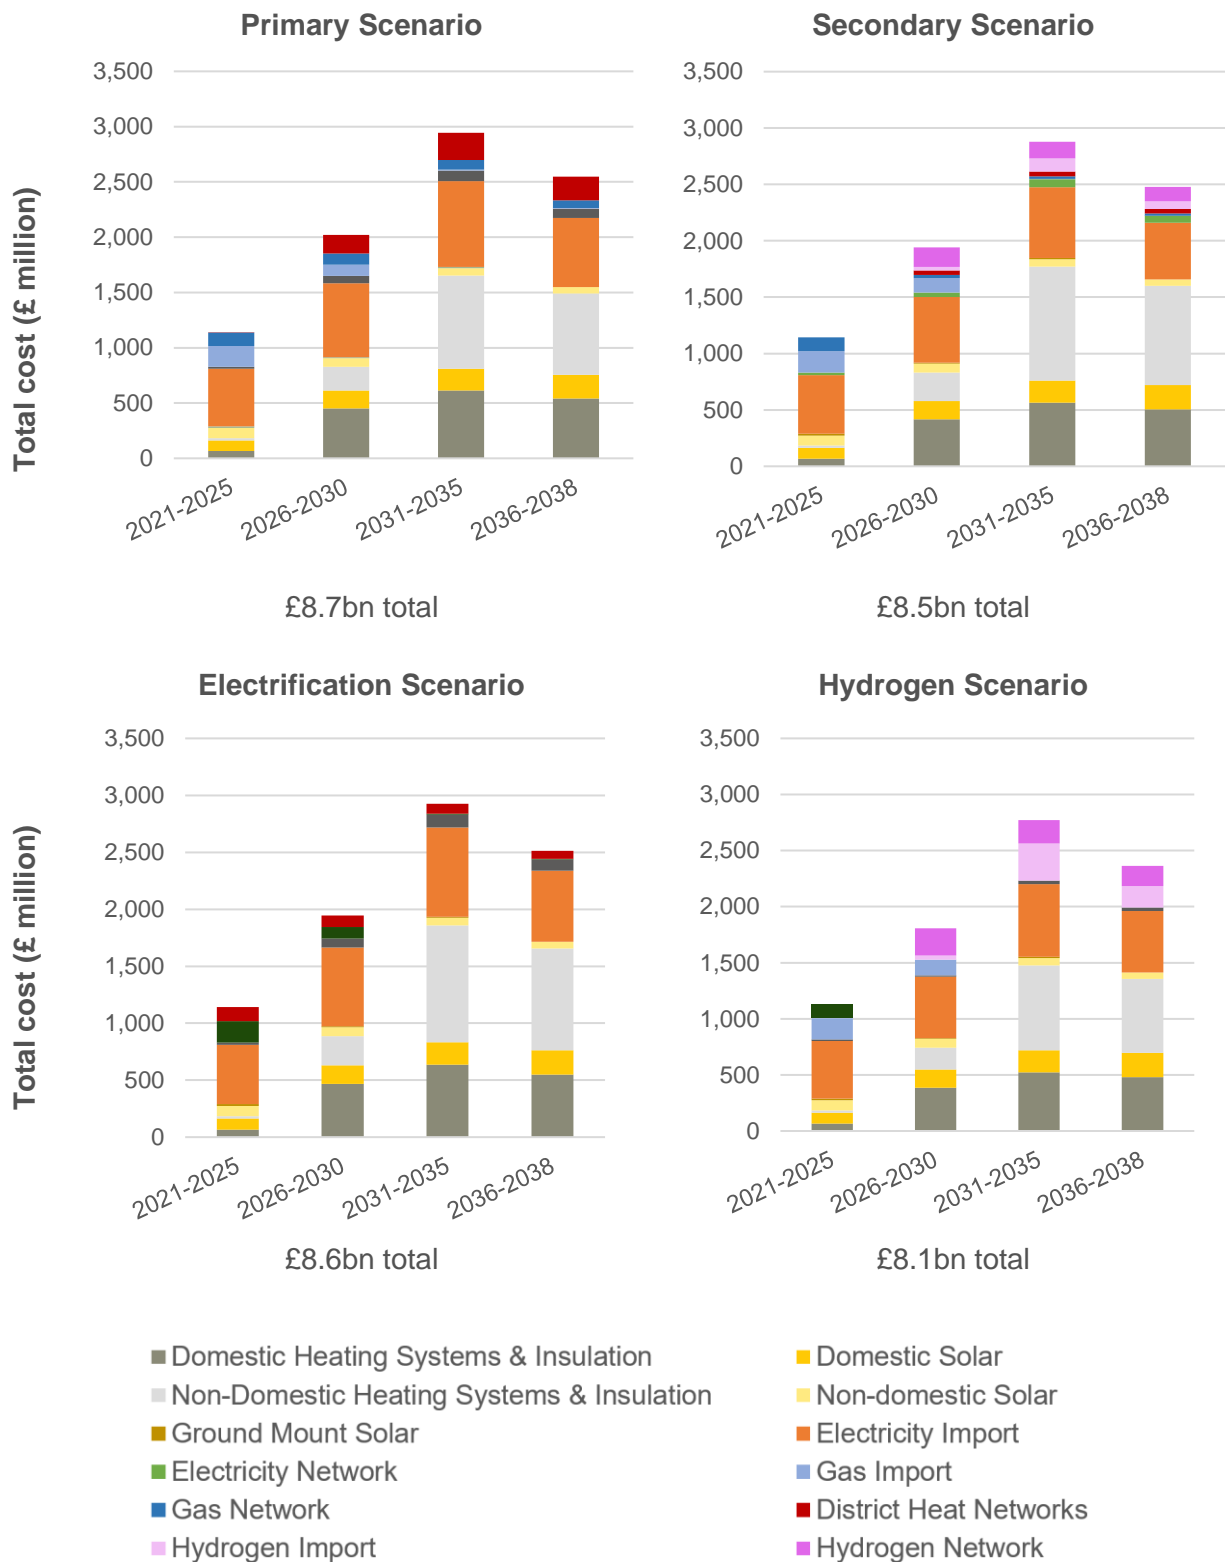 Primary Scenario
Total cost (£ million)
3,500
3,000
2,500
2,000
1,500
1,000
500
0
2021-2025
2026-2030
2031-2035
2036-2038
£8.7bn total
Secondary Scenario
3,500
3,000
2,500
2,000
1,500
1,000
500
0
2021-2025
2026-2030
2031-2035
2036-2038
£8.5bn total
Electrification Scenario
Total cost (£ million)
3,500
3,000
2,500
2,000
1,500
1,000
500
0
2021-2025
2026-2030
2031-2035
2036-2038
£8.6bn total
Hydrogen Scenario
3,500
3,000
2,500
2,000
1,500
1,000
500
0
2021-2025
2026-2030
2031-2035
2036-2038
£8.1bn total
Domestic Heating Systems & Insulation
Domestic Solar
Non-Domestic Heating Systems & Insulation
Non-domestic Solar
Ground Mount Solar
Electricity Import
Electricity Network
Gas Import
Gas Network
District Heat Networks
Hydrogen Import
Hydrogen Network